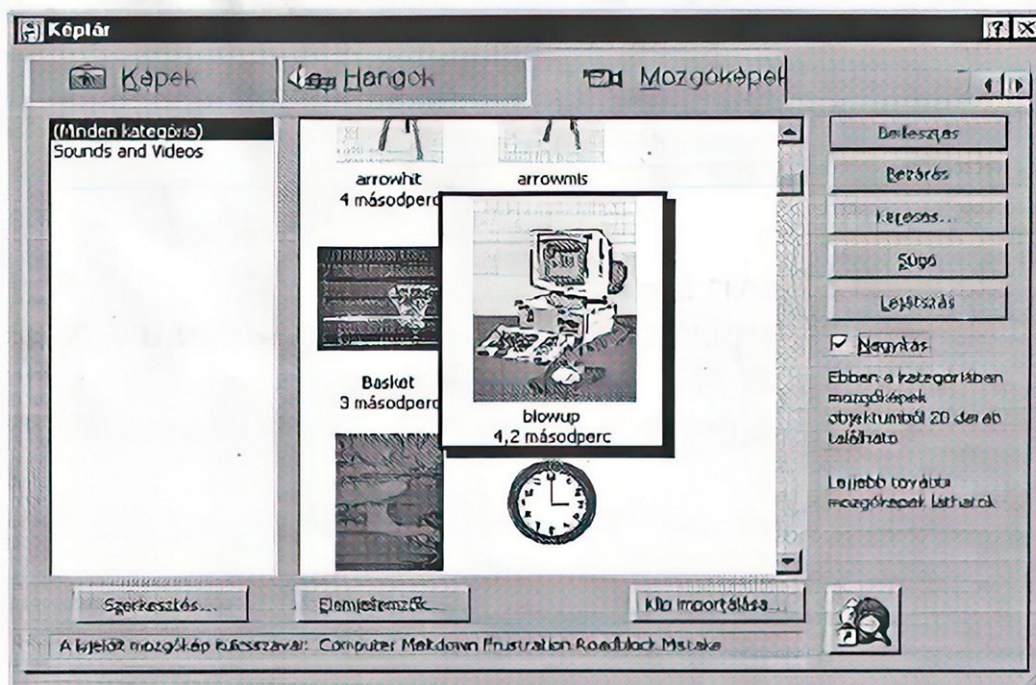 Képtár
Képek
Hangok
Mozgóképek
(Minden kategória)
Sounds and Videos
arrowhit
4 másodperc
arrowmis
Basket
3 másodperc
blowup
4,2 másodperc
Beillesztés
Bezárás
Keresés...
Súgó
Lejátszás
Nagyítás
Ebben a kategóriában
mozgóképek
objektumból 20 darab
található
Lejjebb további
mozgóképek láthatók
Szerkesztés...
Elemjellemzők...
Klip importálása...
A kijelölt mozgókép kulcsszavai: Computer Meltdown Frustration Roadblock Mistake